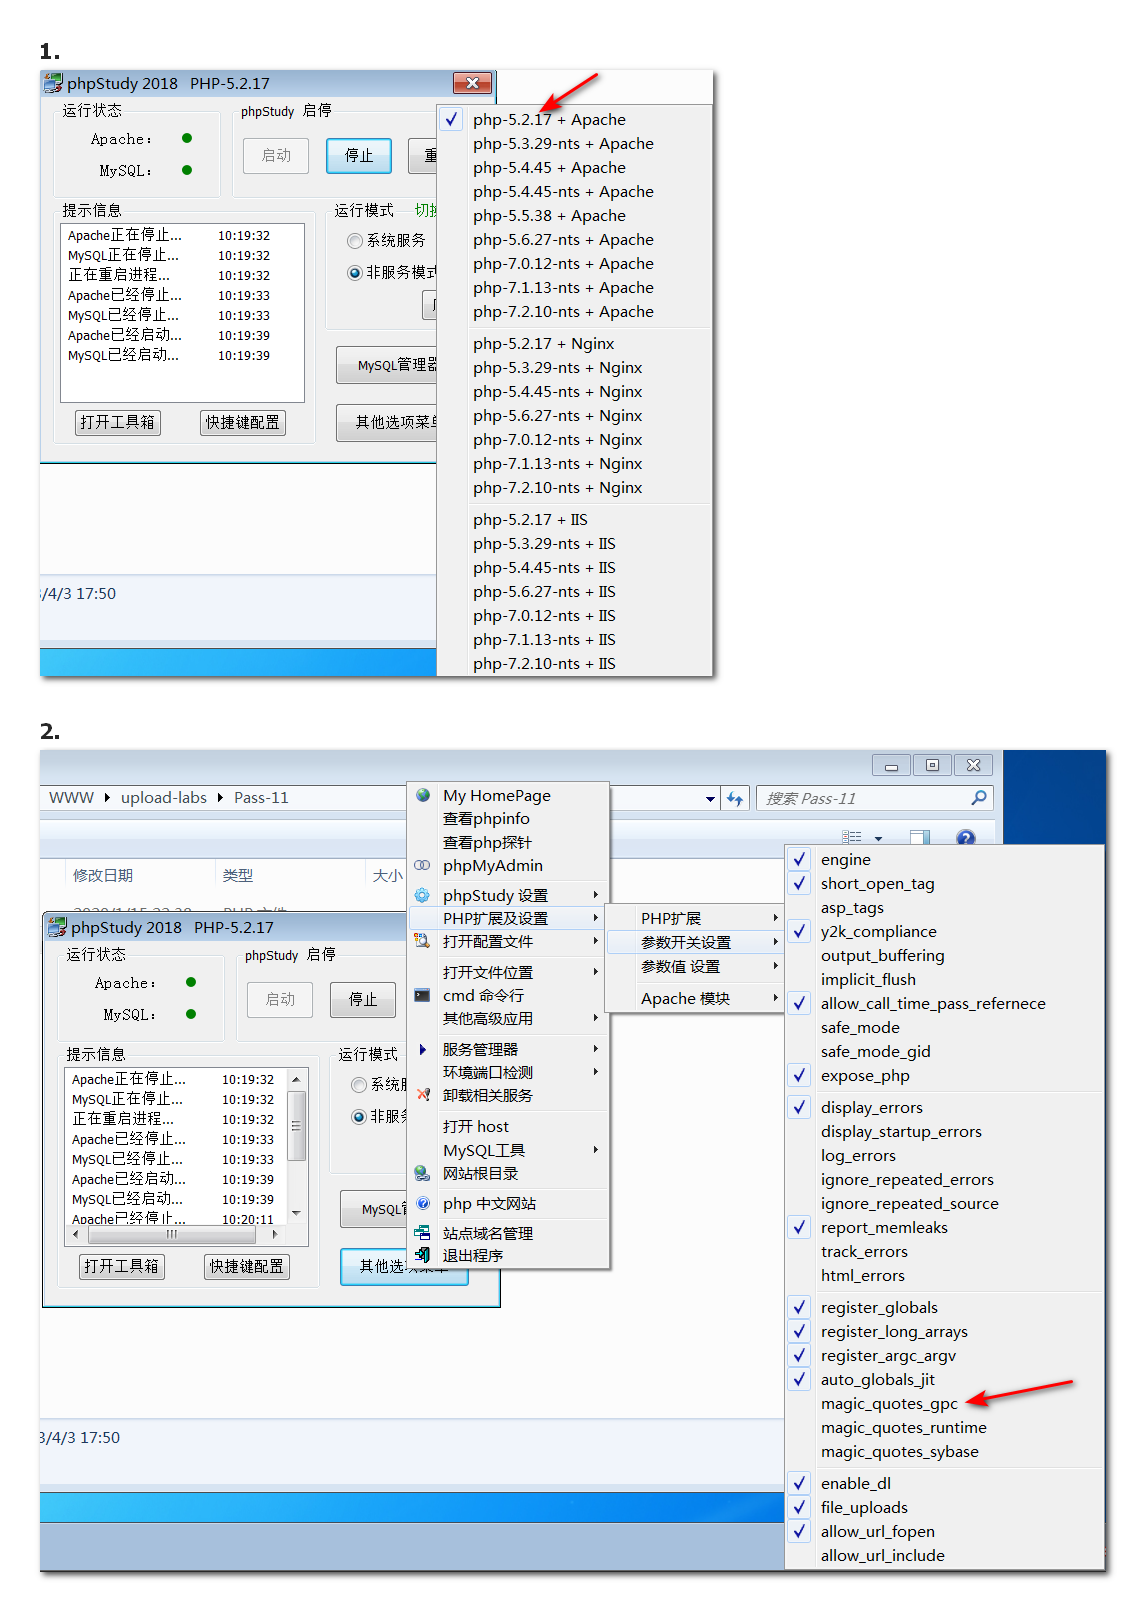 1.
phpStudy 2018 PHP-5.2.17
运行状态
Apache:
MySQL:
phpStudy 启停
启动
停止
重
提示信息
Apache正在停止... 10:19:32
MySQL正在停止... 10:19:32
正在重启进程... 10:19:32
Apache已经停止... 10:19:33
MySQL已经停止... 10:19:33
Apache已经启动... 10:19:39
MySQL已经启动... 10:19:39
打开工具箱
快捷键配置
运行模式 切换
系统服务
非服务模式
MySQL管理器
其他选项菜单
php-5.2.17 + Apache
php-5.3.29-nts + Apache
php-5.4.45 + Apache
php-5.4.45-nts + Apache
php-5.5.38 + Apache
php-5.6.27-nts + Apache
php-7.0.12-nts + Apache
php-7.1.13-nts + Apache
php-7.2.10-nts + Apache
php-5.2.17 + Nginx
php-5.3.29-nts + Nginx
php-5.4.45-nts + Nginx
php-5.6.27-nts + Nginx
php-7.0.12-nts + Nginx
php-7.1.13-nts + Nginx
php-7.2.10-nts + Nginx
php-5.2.17 + IIS
php-5.3.29-nts + IIS
php-5.4.45-nts + IIS
php-5.6.27-nts + IIS
php-7.0.12-nts + IIS
php-7.1.13-nts + IIS
php-7.2.10-nts + IIS
/4/3 17:50
2.
WWW upload-labs Pass-11
搜索 Pass-11
修改日期 类型 大小
phpStudy 2018 PHP-5.2.17
运行状态
Apache:
MySQL:
phpStudy 启停
启动
停止
提示信息
Apache正在停止... 10:19:32
MySQL正在停止... 10:19:32
正在重启进程... 10:19:32
Apache已经停止... 10:19:33
MySQL已经停止... 10:19:33
Apache已经启动... 10:19:39
MySQL已经启动... 10:19:39
Apache已经停止... 10:20:11
打开工具箱
快捷键配置
运行模式
系统服
非服务
MySQL管
其他选项菜单
My HomePage
查看phpinfo
查看php探针
phpMyAdmin
phpStudy 设置
PHP扩展及设置
打开配置文件
打开文件位置
cmd 命令行
其他高级应用
服务管理器
环境端口检测
卸载相关服务
打开 host
MySQL工具
网站根目录
php 中文网站
站点域名管理
退出程序
PHP扩展
参数开关设置
参数值 设置
Apache 模块
engine
short_open_tag
asp_tags
y2k_compliance
output_buffering
implicit_flush
allow_call_time_pass_refernece
safe_mode
safe_mode_gid
expose_php
display_errors
display_startup_errors
log_errors
ignore_repeated_errors
ignore_repeated_source
report_memleaks
track_errors
html_errors
register_globals
register_long_arrays
register_argc_argv
auto_globals_jit
magic_quotes_gpc
magic_quotes_runtime
magic_quotes_sybase
enable_dl
file_uploads
allow_url_fopen
allow_url_include
3/4/3 17:50